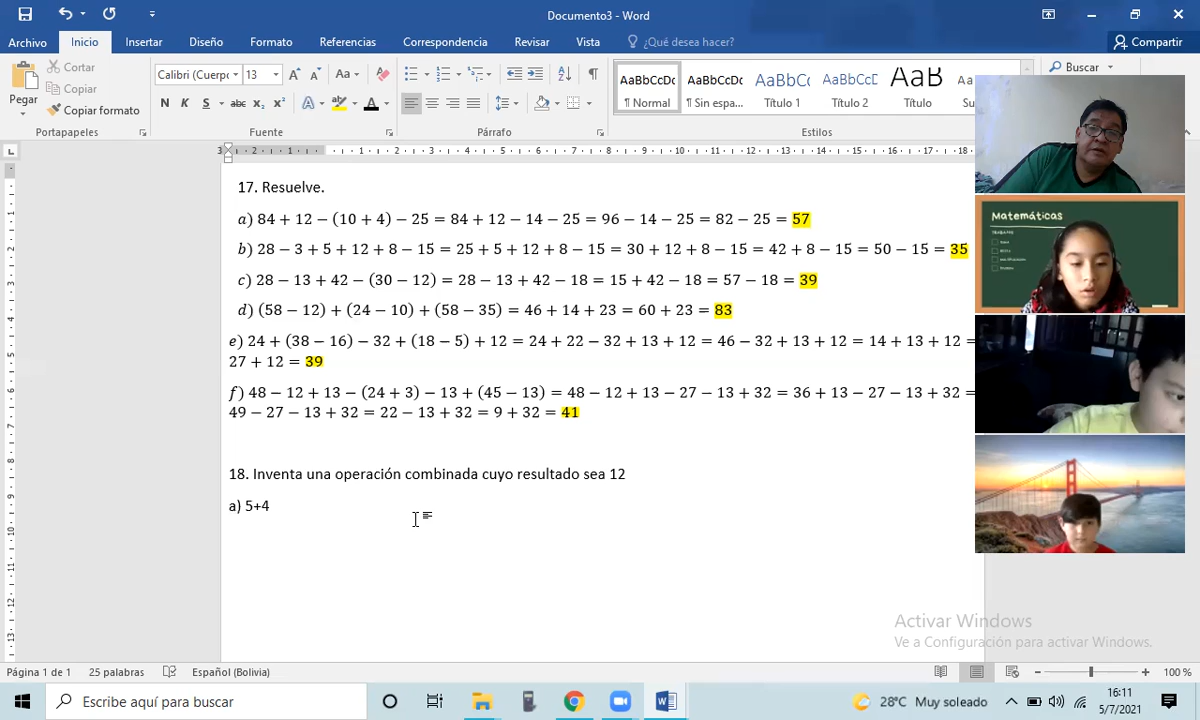 Documento3 - Word
Archivo Inicio Insertar Diseño Formato Referencias Correspondencia Revisar Vista ¿Qué desea hacer? Compartir
Pegar
Cortar
Copiar
Copiar formato
Portapapeles
Calibri (Cuerpo 13
N K S abc x₂ x² A
Fuente
Párrafo
AaBbCcDc AaBbCcDc AaBbCcD AaBbCcD AaB
¶ Normal ¶ Sin espa... Título 1 Título 2 Título
Estilos
Buscar
17. Resuelve.
a) 84 + 12 − (10 + 4) − 25 = 84 + 12 − 14 − 25 = 96 − 14 − 25 = 82 − 25 = 57
b) 28 − 3 + 5 + 12 + 8 − 15 = 25 + 5 + 12 + 8 − 15 = 30 + 12 + 8 − 15 = 42 + 8 − 15 = 50 − 15 = 35
c) 28 − 13 + 42 − (30 − 12) = 28 − 13 + 42 − 18 = 15 + 42 − 18 = 57 − 18 = 39
d) (58 − 12) + (24 − 10) + (58 − 35) = 46 + 14 + 23 = 60 + 23 = 83
e) 24 + (38 − 16) − 32 + (18 − 5) + 12 = 24 + 22 − 32 + 13 + 12 = 46 − 32 + 13 + 12 = 14 + 13 + 12 =
27 + 12 = 39
f) 48 − 12 + 13 − (24 + 3) − 13 + (45 − 13) = 48 − 12 + 13 − 27 − 13 + 32 = 36 + 13 − 27 − 13 + 32 =
49 − 27 − 13 + 32 = 22 − 13 + 32 = 9 + 32 = 41
18. Inventa una operación combinada cuyo resultado sea 12
a) 5+4
Matemáticas
Activar Windows
Ve a Configuración para activar Windows.
Página 1 de 1 25 palabras Español (Bolivia) 100 %
Escribe aquí para buscar
28°C Muy soleado
16:11
5/7/2021